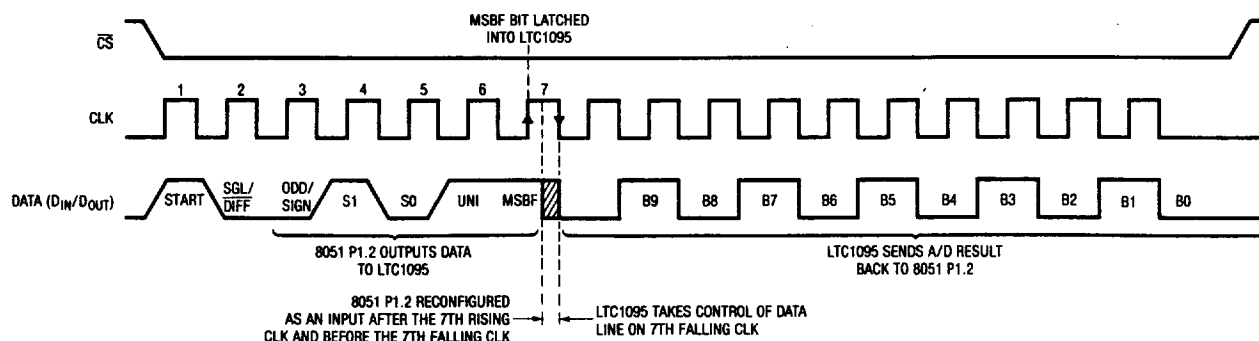 MSBF BIT LATCHED
INTO LTC1095
CS
1 2 3 4 5 6 7
CLK
DATA (DIN/DOUT)
START
SGL/
DIFF
ODD/
SIGN
S1
S0
UNI
MSBF
B9
B8
B7
B6
B5
B4
B3
B2
B1
B0
8051 P1.2 OUTPUTS DATA
TO LTC1095
LTC1095 SENDS A/D RESULT
BACK TO 8051 P1.2
8051 P1.2 RECONFIGURED
AS AN INPUT AFTER THE 7TH RISING
CLK AND BEFORE THE 7TH FALLING CLK
LTC1095 TAKES CONTROL OF DATA
LINE ON 7TH FALLING CLK